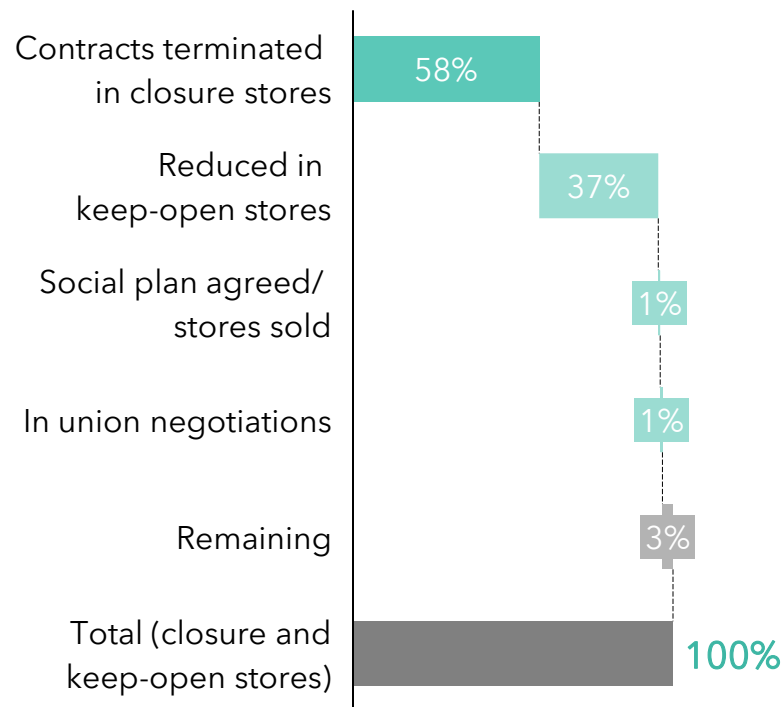 Contracts terminated
in closure stores
58%
Reduced in
keep-open stores
37%
Social plan agreed/
stores sold
1%
In union negotiations
1%
Remaining
3%
Total (closure and
keep-open stores)
100%